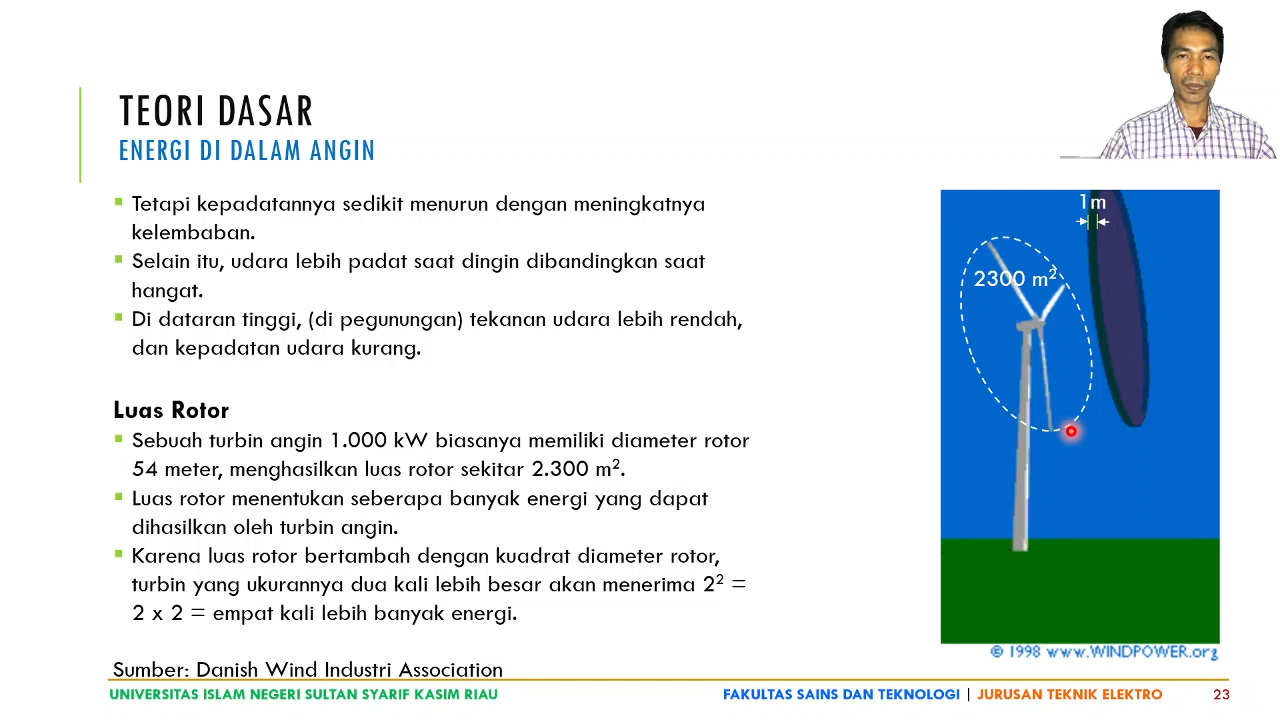 TEORI DASAR
ENERGI DI DALAM ANGIN
▪ Tetapi kepadatannya sedikit menurun dengan meningkatnya
kelembaban.
▪ Selain itu, udara lebih padat saat dingin dibandingkan saat
hangat.
▪ Di dataran tinggi, (di pegunungan) tekanan udara lebih rendah,
dan kepadatan udara kurang.
Luas Rotor
▪ Sebuah turbin angin 1.000 kW biasanya memiliki diameter rotor
54 meter, menghasilkan luas rotor sekitar 2.300 m².
▪ Luas rotor menentukan seberapa banyak energi yang dapat
dihasilkan oleh turbin angin.
▪ Karena luas rotor bertambah dengan kuadrat diameter rotor,
turbin yang ukurannya dua kali lebih besar akan menerima 2² =
2 x 2 = empat kali lebih banyak energi.
Sumber: Danish Wind Industri Association
1m
2300 m²
© 1998 www.WINDPOWER.org
UNIVERSITAS ISLAM NEGERI SULTAN SYARIF KASIM RIAU
FAKULTAS SAINS DAN TEKNOLOGI | JURUSAN TEKNIK ELEKTRO
23